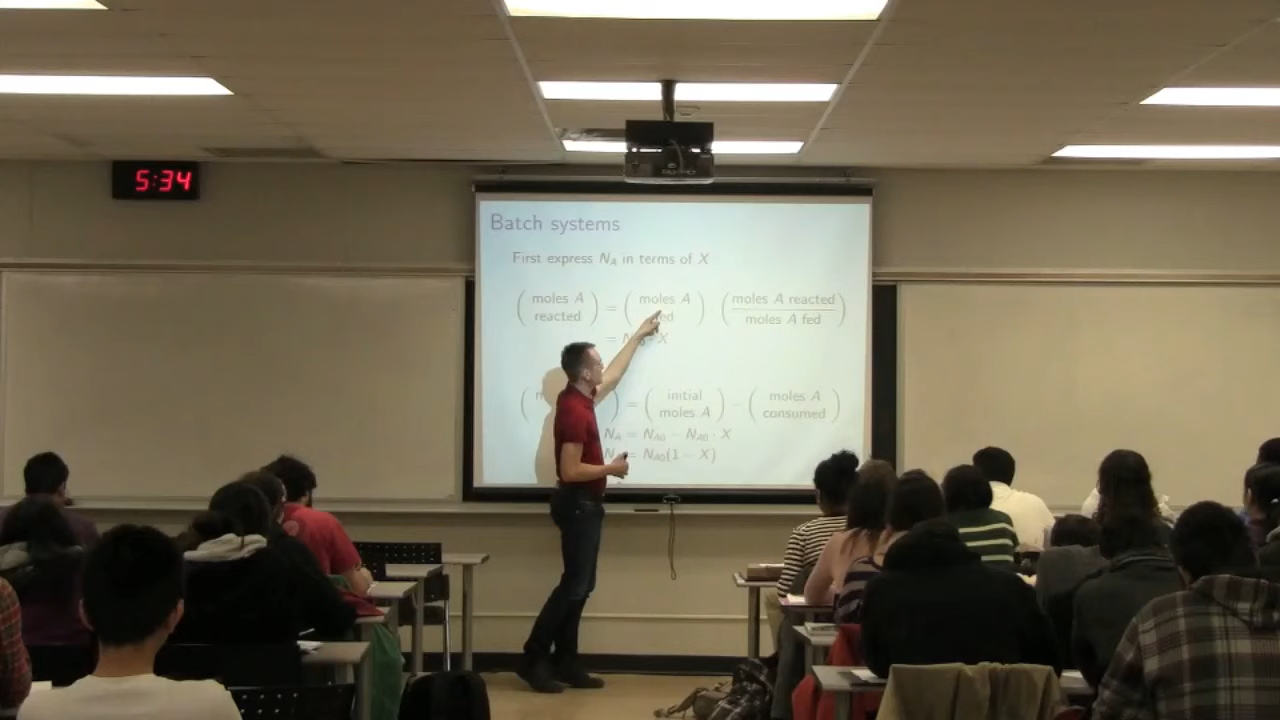 5:34
Batch systems
First express N_A in terms of X
( moles A reacted ) = ( moles A ) ( moles A reacted / moles A fed )
= N · X
( ) = ( initial moles A ) - ( moles A consumed )
N_A = N_A0 - N_A0 · X
= N_A0(1 - X)